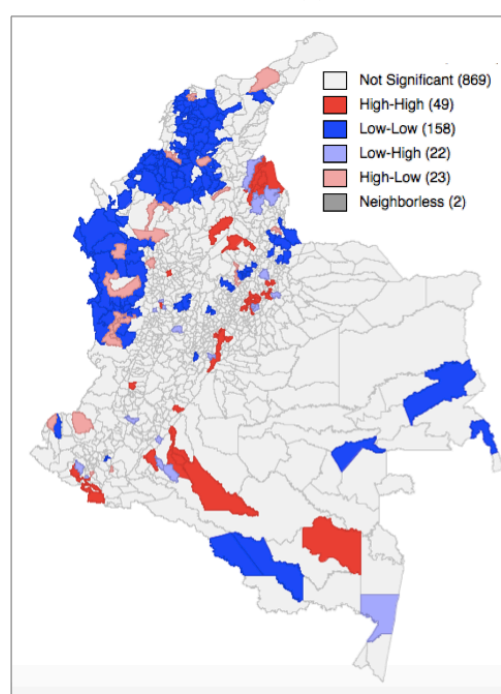 Not Significant (869)
High-High (49)
Low-Low (158)
Low-High (22)
High-Low (23)
Neighborless (2)